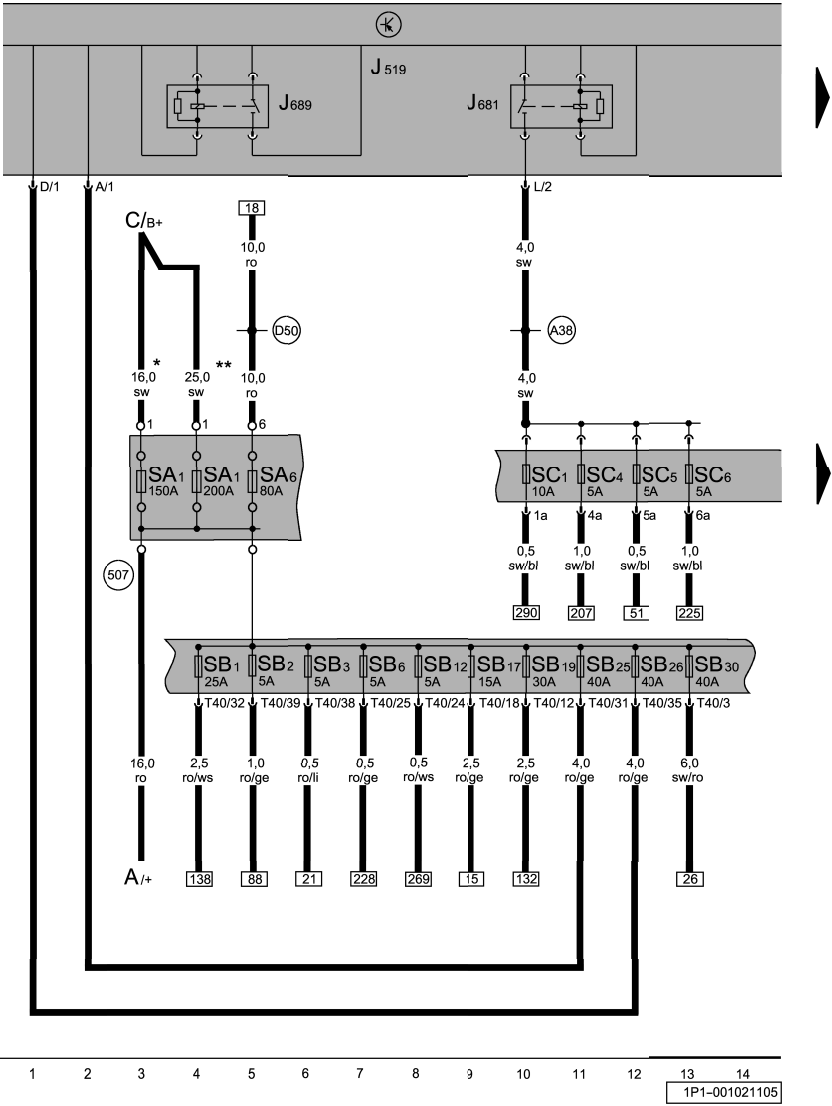 J519
J689
J681
D/1
A/1
L/2
C/B+
18
10,0
ro
4,0
sw
D50
A38
*
**
16,0
sw
25,0
sw
10,0
ro
4,0
sw
1
1
6
SA1
150A
SA1
200A
SA6
80A
SC1
10A
SC4
5A
SC5
5A
SC6
5A
1a
4a
5a
6a
507
0,5
sw/bl
1,0
sw/bl
0,5
sw/bl
1,0
sw/bl
290
207
51
225
SB1
25A
SB2
5A
SB3
5A
SB6
5A
SB12
5A
SB17
15A
SB19
30A
SB25
40A
SB26
40A
SB30
40A
T40/32
T40/39
T40/38
T40/25
T40/24
T40/18
T40/12
T40/31
T40/35
T40/3
16,0
ro
2,5
ro/ws
1,0
ro/ge
0,5
ro/li
0,5
ro/ge
0,5
ro/ws
2,5
ro/ge
2,5
ro/ge
4,0
ro/ge
4,0
ro/ge
6,0
sw/ro
A/+
138
88
21
228
269
15
132
26
1 2 3 4 5 6 7 8 9 10 11 12 13 14
1P1-001021105